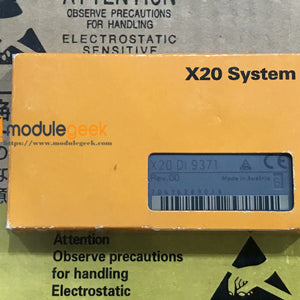 ATTENTION
OBSERVE PRECAUTIONS
FOR HANDLING
ELECTROSTATIC
SENSITIVE
X20 System
modulegeek
https://www.modulegeek.com
X20 DI 9371
Rev.00
Made in Austria
Attention
Observe precautions
for handling
Electrostatic